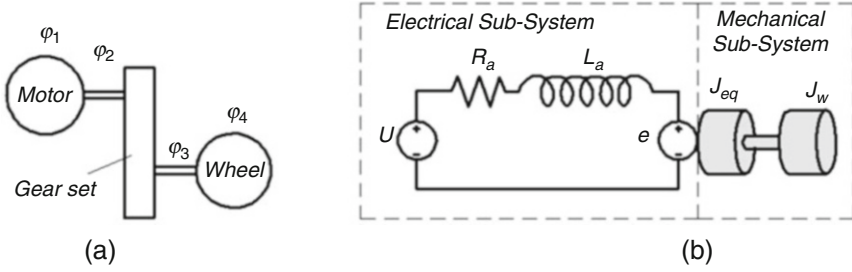 φ1
φ2
Motor
φ3
φ4
Wheel
Gear set
(a)
Electrical Sub-System
Mechanical
Sub-System
Ra
La
Jeq
Jw
U
+
-
e
+
-
(b)